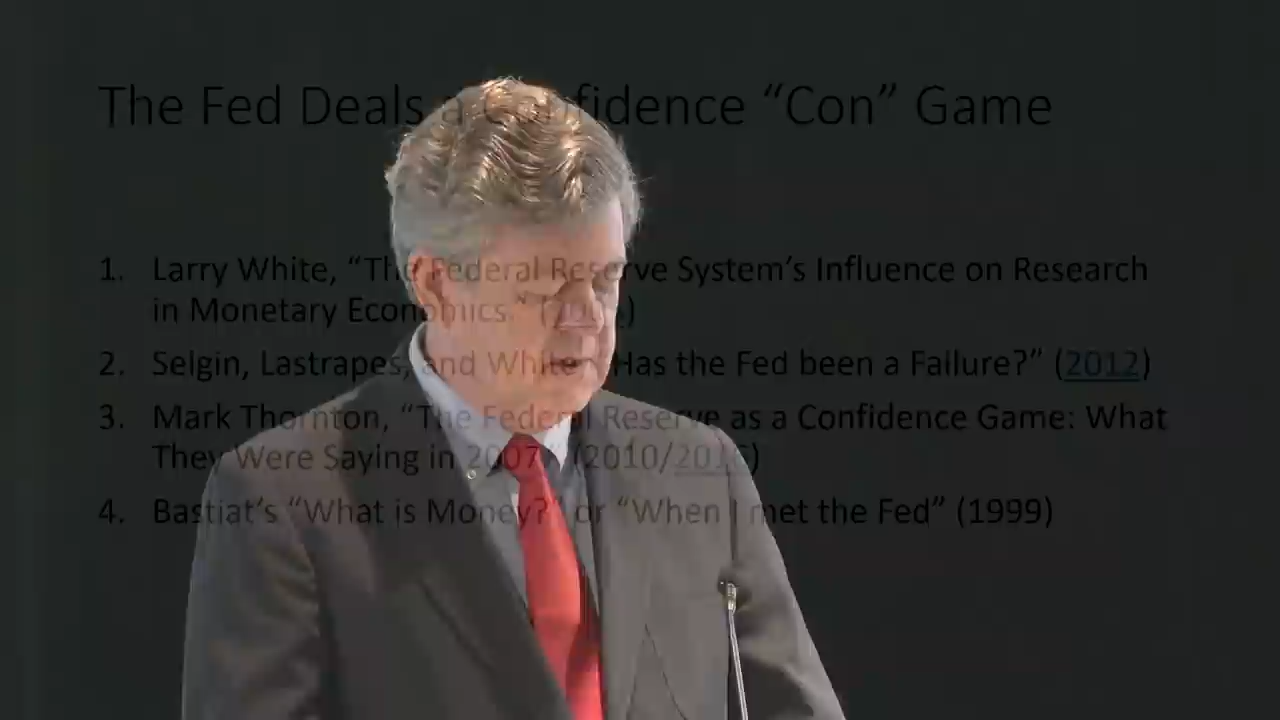 The Fed Deals a Confidence “Con” Game
1. Larry White, “The Federal Reserve System’s Influence on Research
in Monetary Economics.” (
2. Selgin, Lastrapes, and White “Has the Fed been a Failure?” (2012)
3. Mark Thornton, “The Federal Reserve as a Confidence Game: What
They Were Saying in 2007” (2010/2016)
4. Bastiat’s “What is Money?” or “When I met the Fed” (1999)